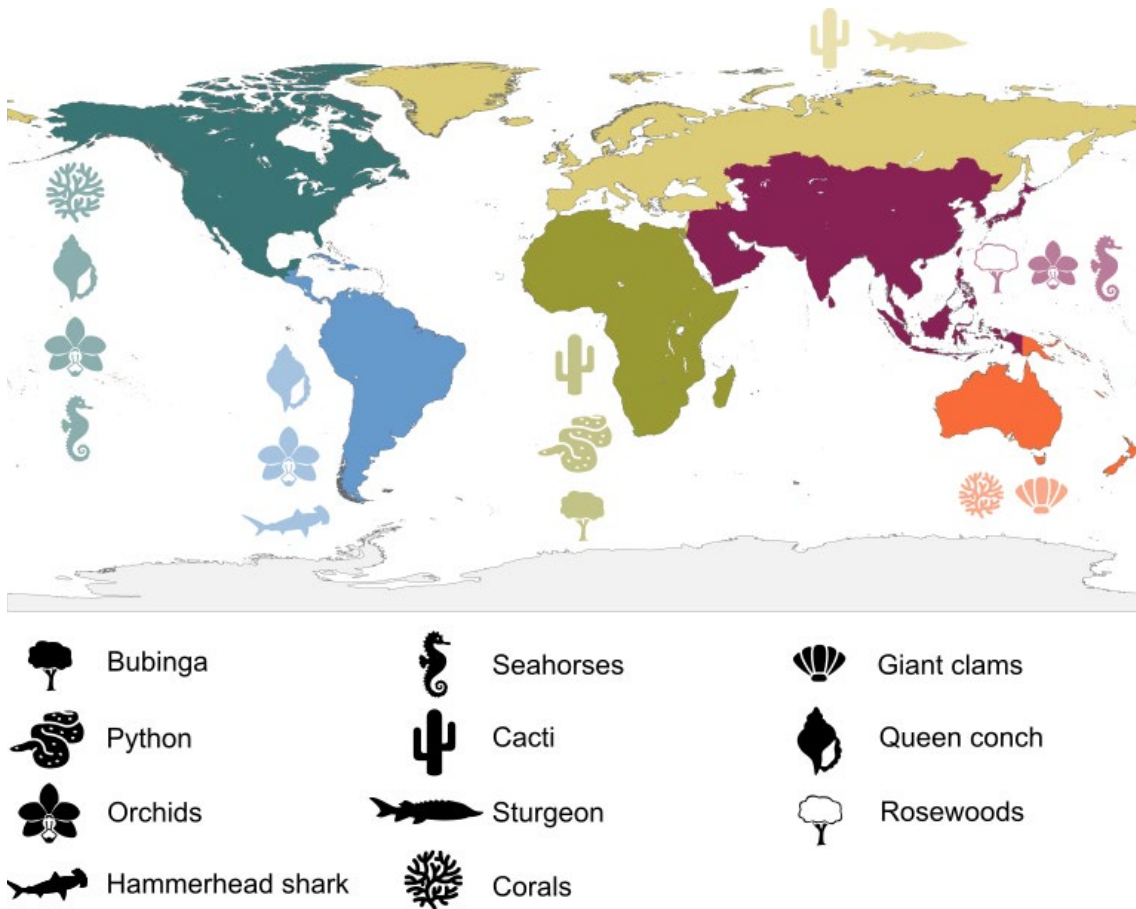 Bubinga
Seahorses
Giant clams
Python
Cacti
Queen conch
Orchids
Sturgeon
Rosewoods
Hammerhead shark
Corals